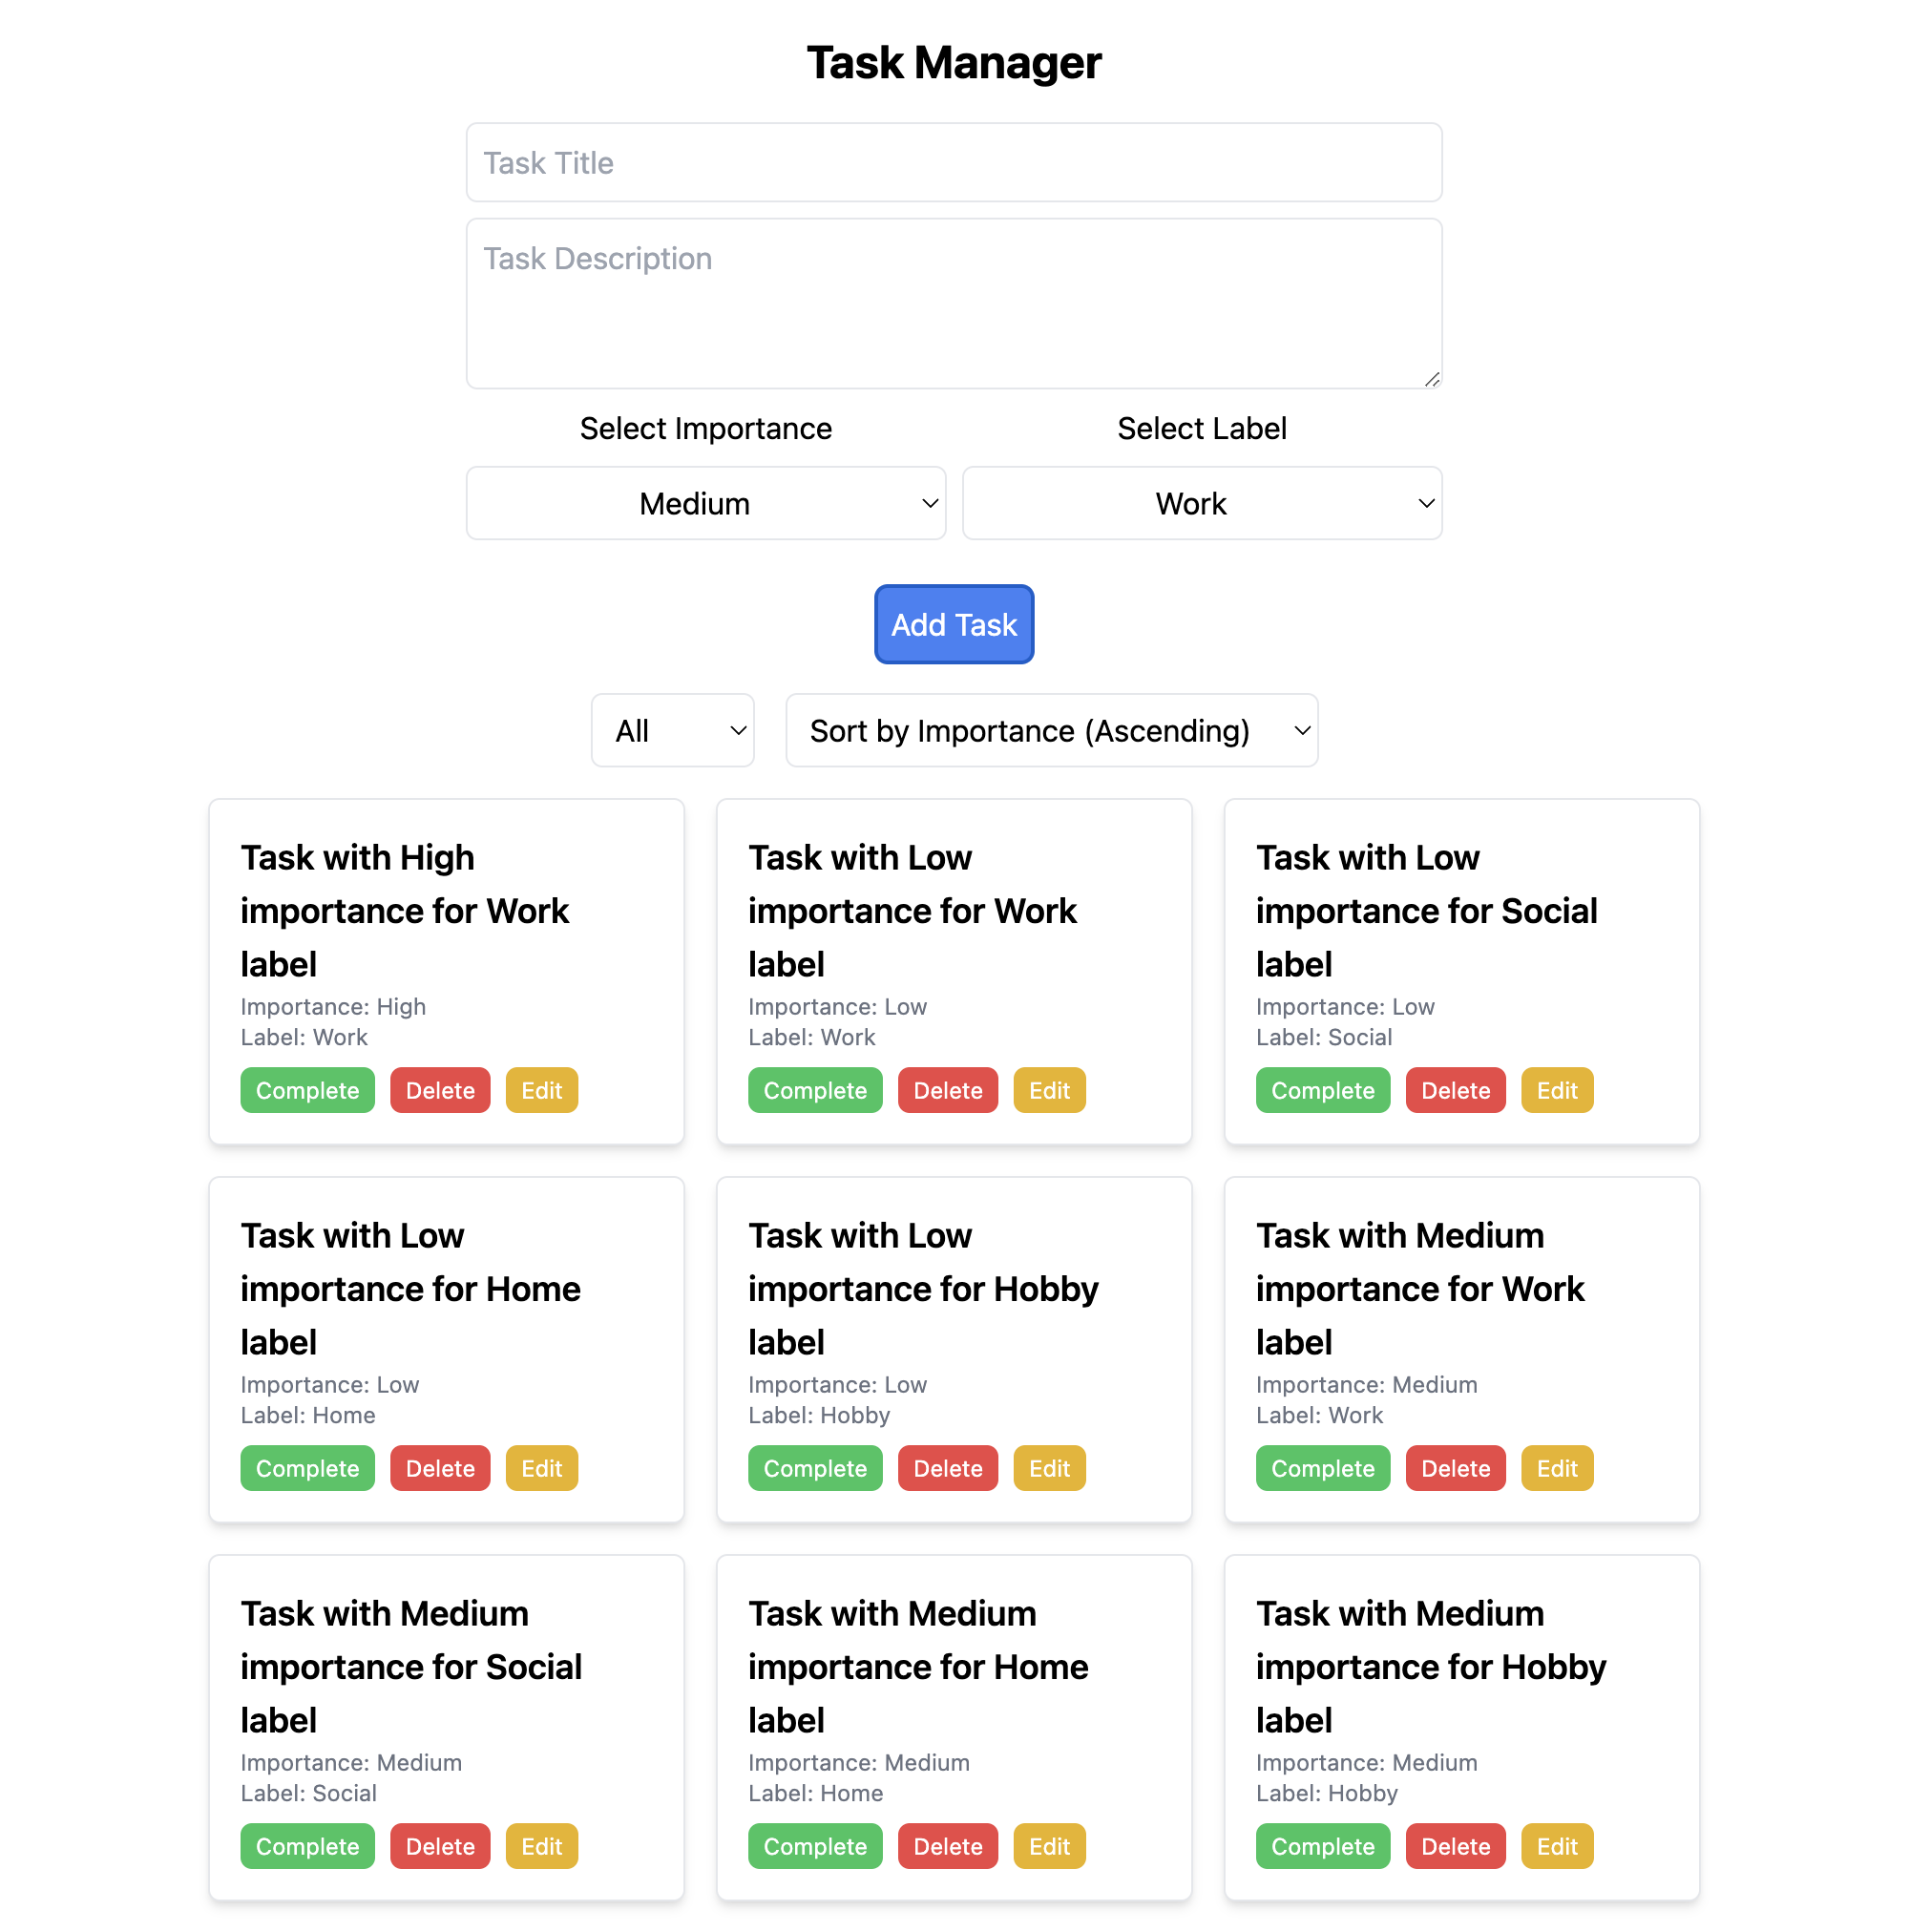 Task Manager
Task Title
Task Description
Select Importance
Select Label
Medium
Work
Add Task
All
Sort by Importance (Ascending)
Task with High
importance for Work
label
Importance: High
Label: Work
Complete
Delete
Edit
Task with Low
importance for Work
label
Importance: Low
Label: Work
Complete
Delete
Edit
Task with Low
importance for Social
label
Importance: Low
Label: Social
Complete
Delete
Edit
Task with Low
importance for Home
label
Importance: Low
Label: Home
Complete
Delete
Edit
Task with Low
importance for Hobby
label
Importance: Low
Label: Hobby
Complete
Delete
Edit
Task with Medium
importance for Work
label
Importance: Medium
Label: Work
Complete
Delete
Edit
Task with Medium
importance for Social
label
Importance: Medium
Label: Social
Complete
Delete
Edit
Task with Medium
importance for Home
label
Importance: Medium
Label: Home
Complete
Delete
Edit
Task with Medium
importance for Hobby
label
Importance: Medium
Label: Hobby
Complete
Delete
Edit